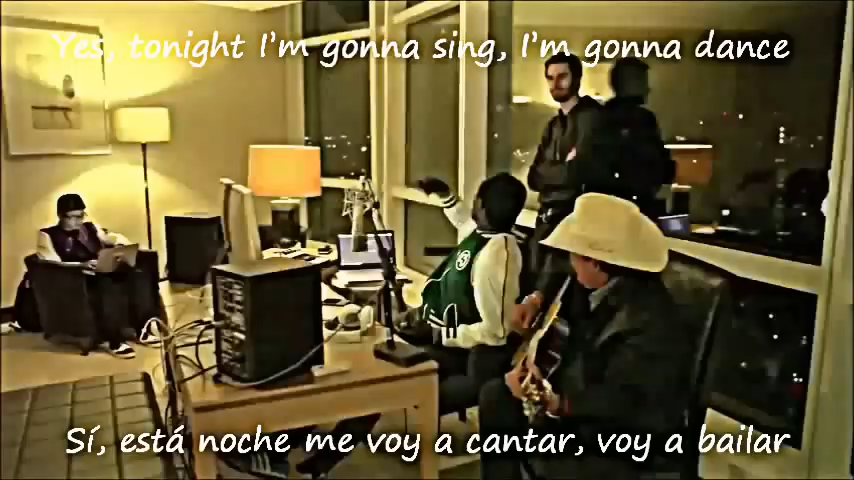 Yes, tonight I'm gonna sing, I'm gonna dance
Sí, está noche me voy a cantar, voy a bailar